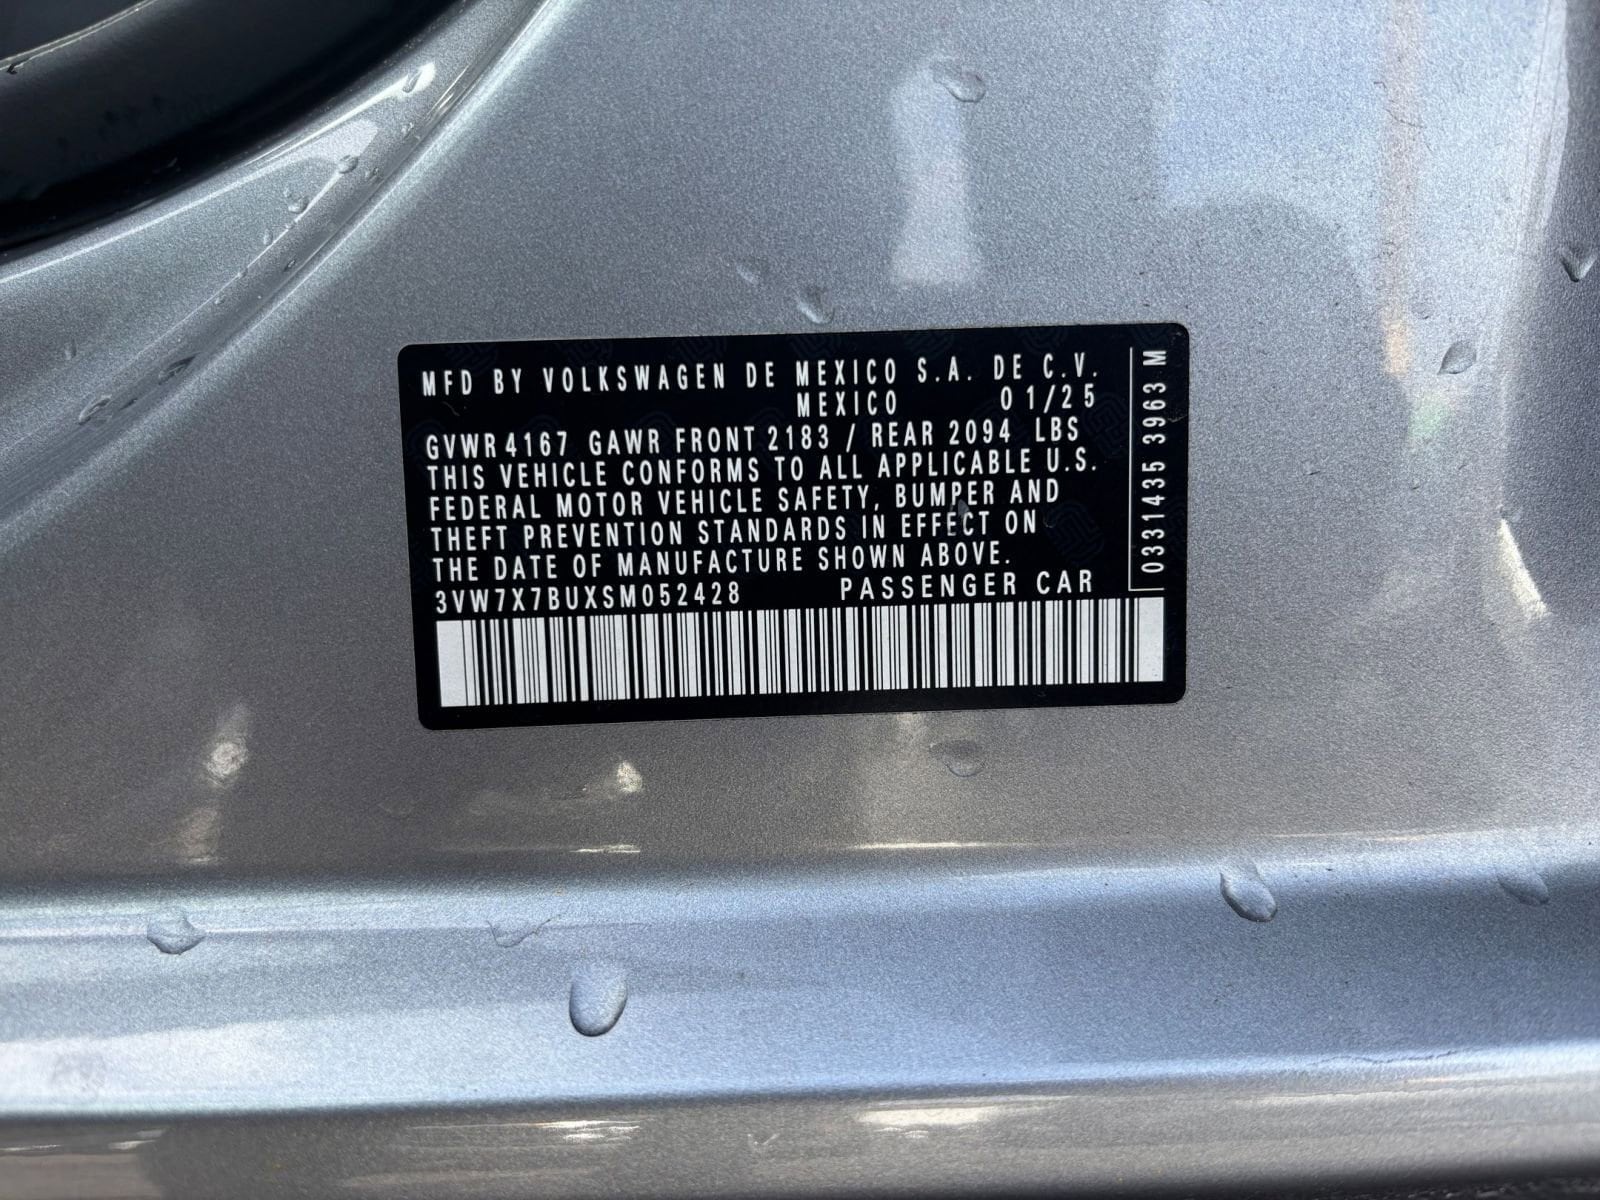 MFD BY VOLKSWAGEN DE MEXICO S.A. DE C.V.
MEXICO 01/25
GVWR 4167 GAWR FRONT 2183 / REAR 2094 LBS
THIS VEHICLE CONFORMS TO ALL APPLICABLE U.S.
FEDERAL MOTOR VEHICLE SAFETY, BUMPER AND
THEFT PREVENTION STANDARDS IN EFFECT ON
THE DATE OF MANUFACTURE SHOWN ABOVE.
3VW7X7BUXSM052428 PASSENGER CAR
0331435 3963 M